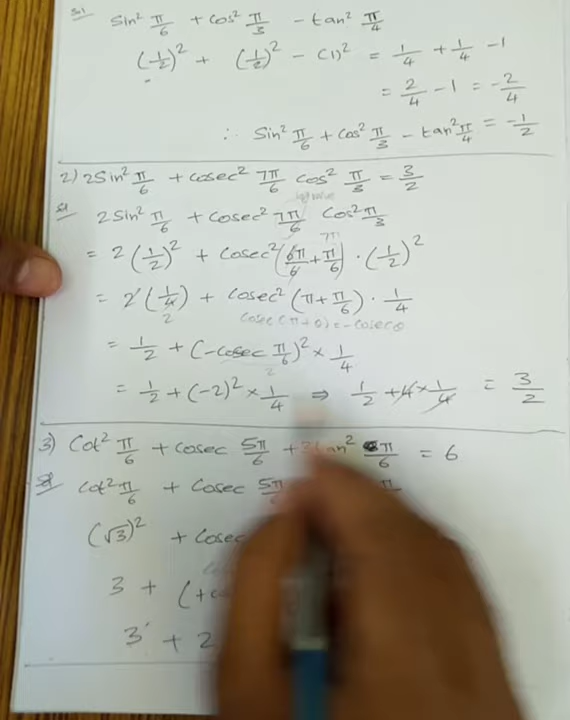 Sol
Sin² π/6 + Cos² π/3 - tan² π/4
(1/2)² + (1/2)² - (1)² = 1/4 + 1/4 - 1
= 2/4 - 1 = -2/4
∴ Sin² π/6 + Cos² π/3 - tan² π/4 = -1/2
2) 2Sin² π/6 + Cosec² 7π/6 Cos² π/3 = 3/2
Sol 2Sin² π/6 + Cosec² 7π/6 Cos² π/3
= 2(1/2)² + Cosec²(6π/6 + π/6) · (1/2)²
= 2(1/4) + Cosec²(π + π/6) · 1/4
Cosec(π+θ) = -Cosecθ
= 1/2 + (-Cosec π/6)² × 1/4
= 1/2 + (-2)² × 1/4 ⇒ 1/2 + 4 × 1/4 = 3/2
3) Cot² π/6 + Cosec 5π/6 + 3tan² π/6 = 6
Sol Cot² π/6 + Cosec 5π
(√3)² + Cosec
3 + (+co
3 + 2